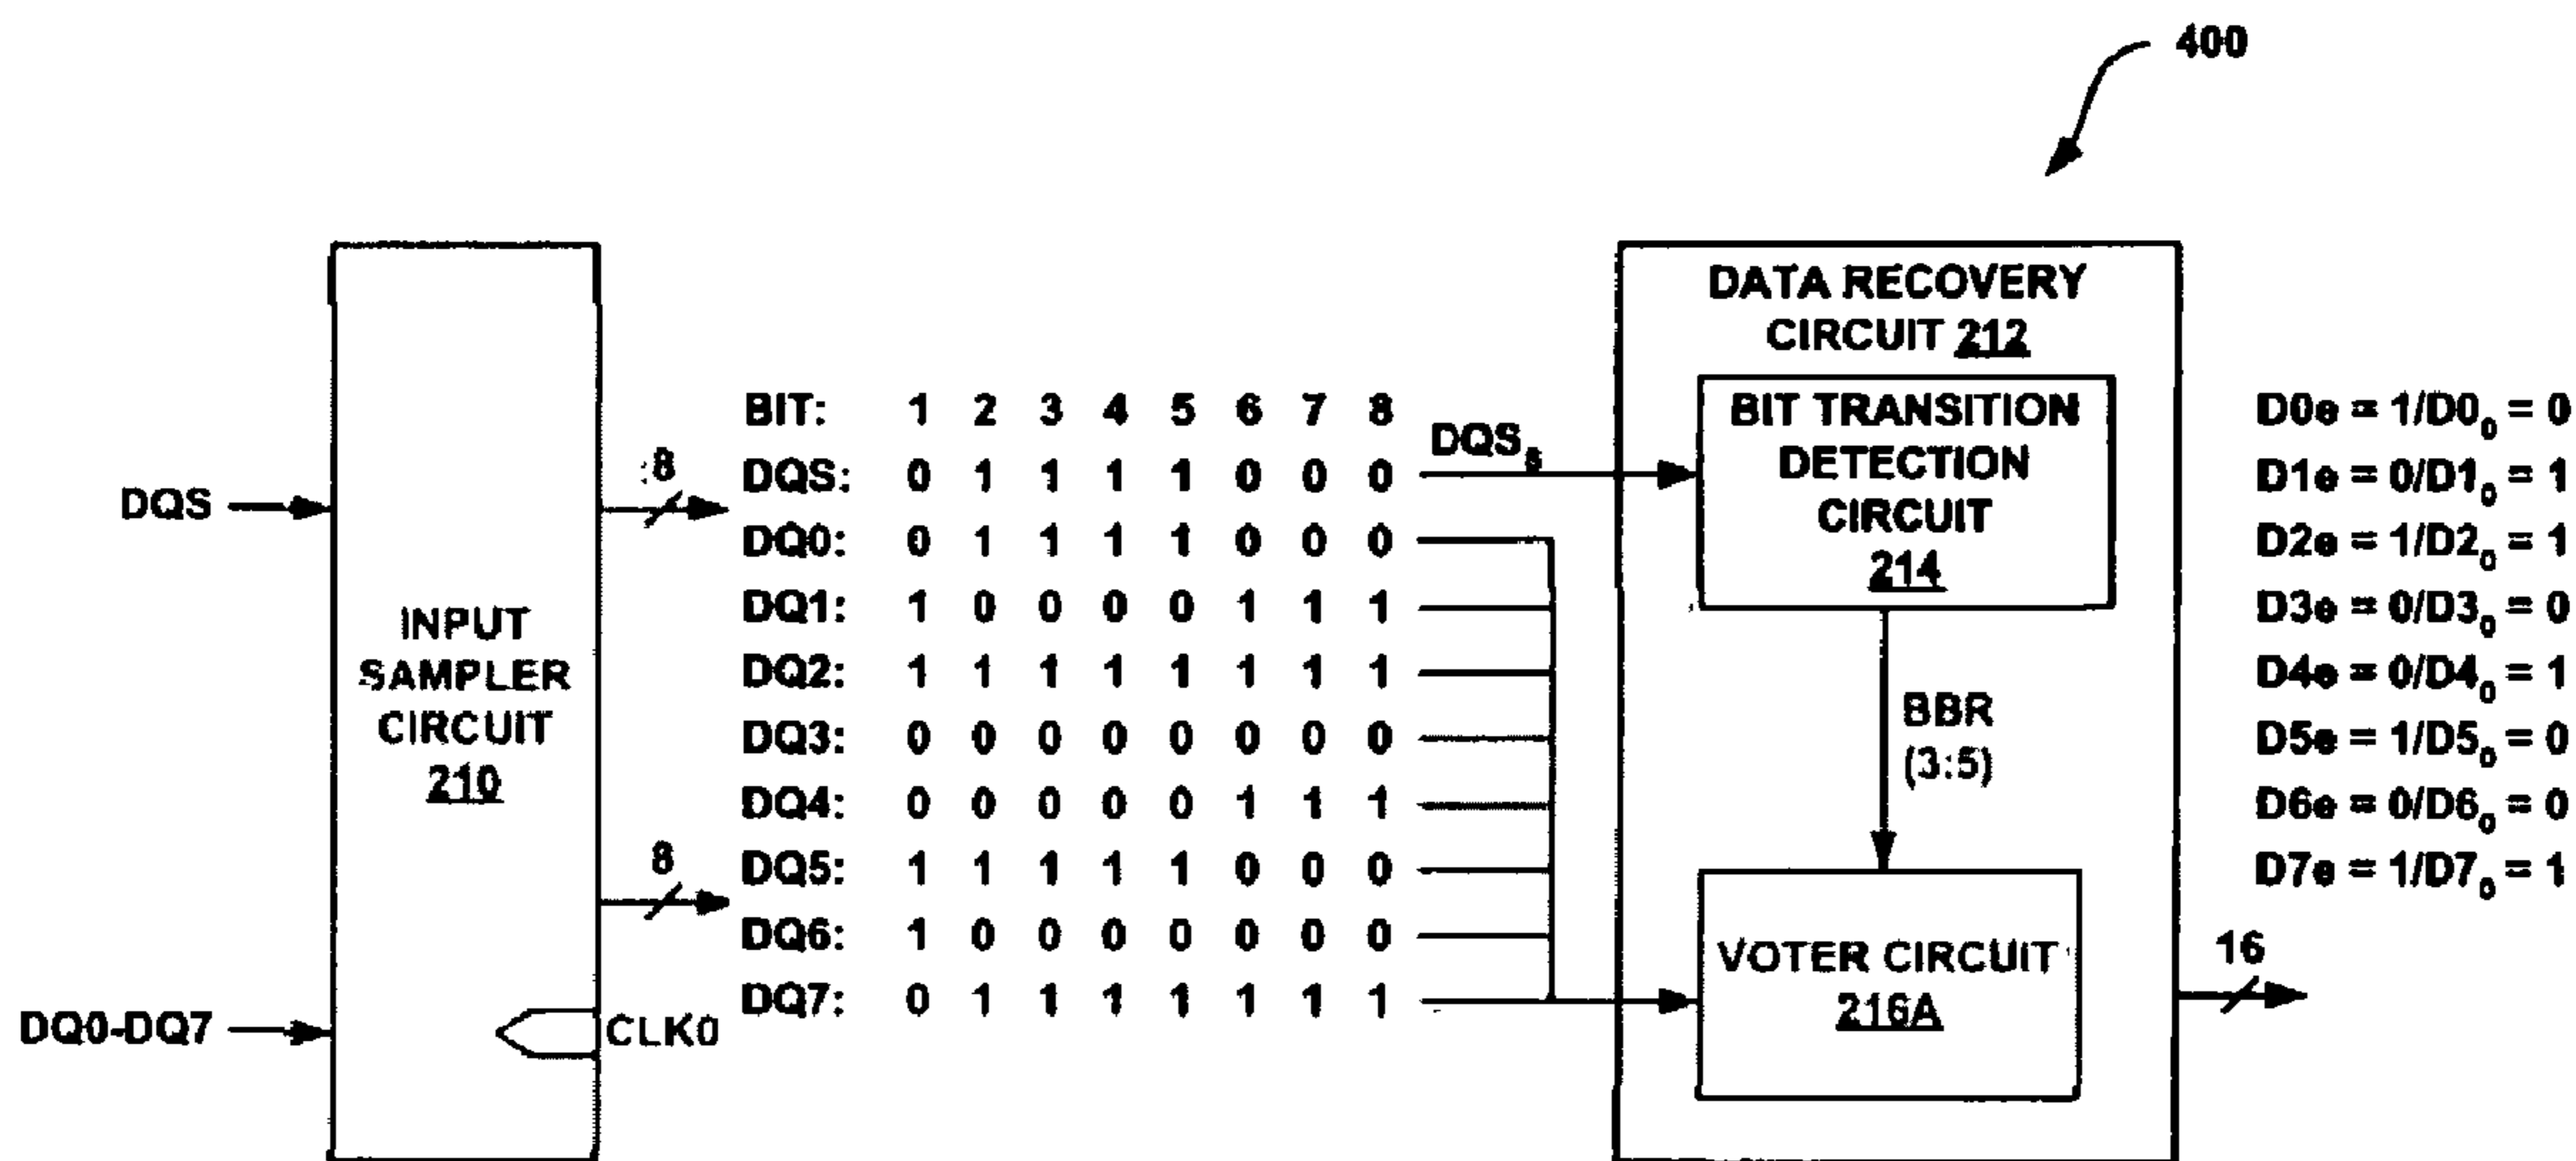 400
DQS
DQ0-DQ7
INPUT
SAMPLER
CIRCUIT
210
CLK0
8
8
BIT: 1 2 3 4 5 6 7 8
DQS: 0 1 1 1 1 0 0 0
DQ0: 0 1 1 1 1 0 0 0
DQ1: 1 0 0 0 0 1 1 1
DQ2: 1 1 1 1 1 1 1 1
DQ3: 0 0 0 0 0 0 0 0
DQ4: 0 0 0 0 0 1 1 1
DQ5: 1 1 1 1 1 0 0 0
DQ6: 1 0 0 0 0 0 0 0
DQ7: 0 1 1 1 1 1 1 1
DQSs
DATA RECOVERY
CIRCUIT 212
BIT TRANSITION
DETECTION
CIRCUIT
214
BBR
(3:5)
VOTER CIRCUIT
216A
D0e = 1/D0o = 0
D1e = 0/D1o = 1
D2e = 1/D2o = 1
D3e = 0/D3o = 0
D4e = 0/D4o = 1
D5e = 1/D5o = 0
D6e = 0/D6o = 0
D7e = 1/D7o = 1
16